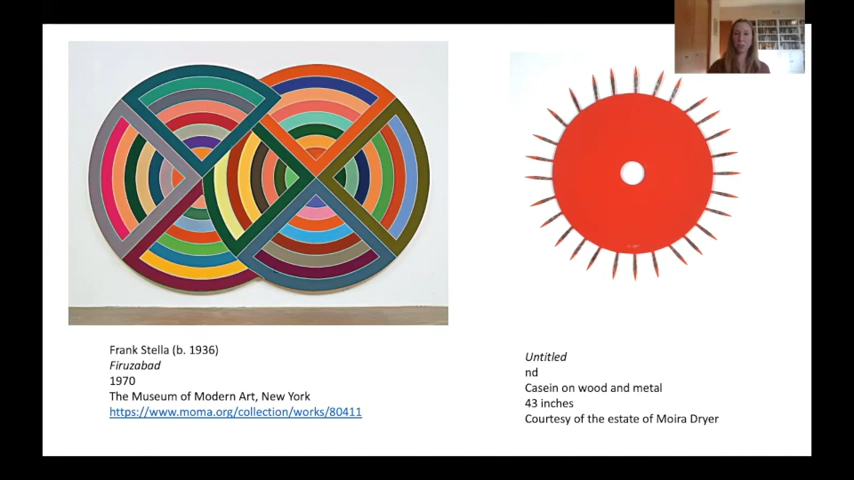 Frank Stella (b. 1936)
Firuzabad
1970
The Museum of Modern Art, New York
https://www.moma.org/collection/works/80411
Untitled
nd
Casein on wood and metal
43 inches
Courtesy of the estate of Moira Dryer